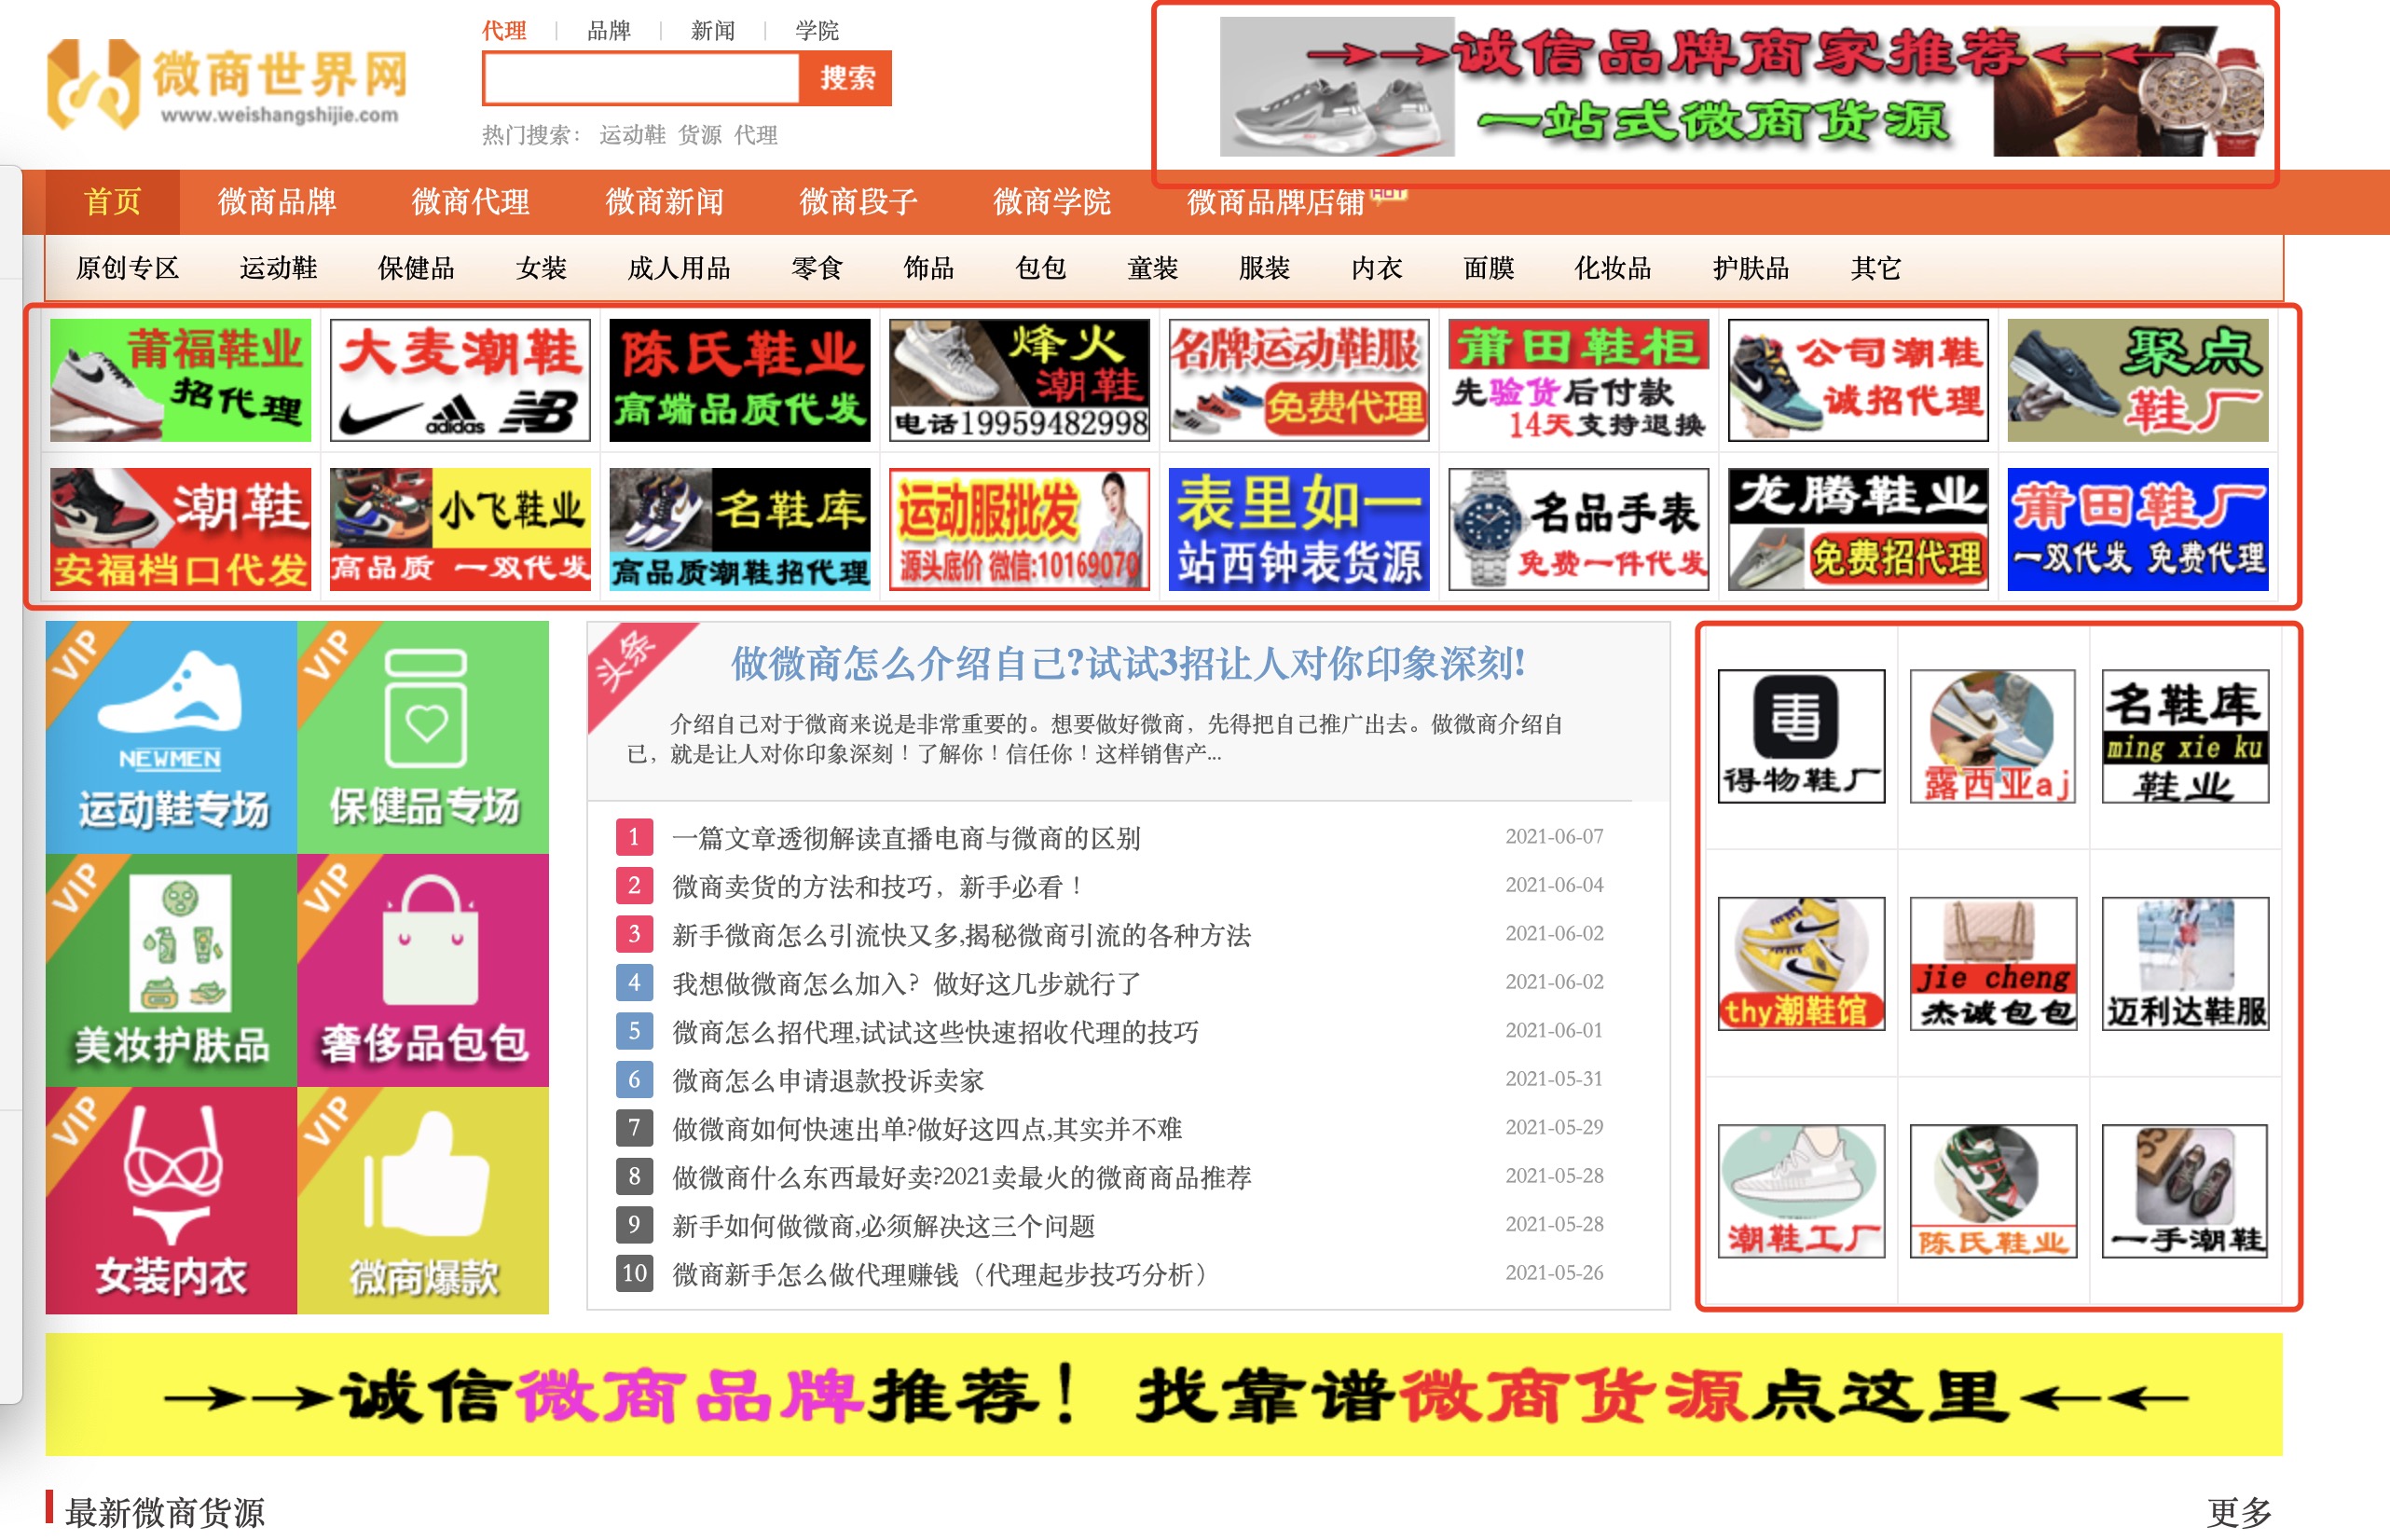 代理 | 品牌 | 新闻 | 学院
微商世界网
www.weishangshijie.com
搜索
热门搜索： 运动鞋 货源 代理
→→诚信品牌商家推荐←←
一站式微商货源
首页 微商品牌 微商代理 微商新闻 微商段子 微商学院 微商品牌店铺 HOT
原创专区 运动鞋 保健品 女装 成人用品 零食 饰品 包包 童装 服装 内衣 面膜 化妆品 护肤品 其它
莆福鞋业
招代理
大麦潮鞋
adidas NB
陈氏鞋业
高端品质代发
烽火
潮鞋
电话19959482998
名牌运动鞋服
免费代理
莆田鞋柜
先验货后付款
14天支持退换
公司潮鞋
诚招代理
聚点
鞋厂
潮鞋
安福档口代发
小飞鞋业
高品质 一双代发
名鞋库
高品质潮鞋招代理
运动服批发
源头底价 微信:10169070
表里如一
站西钟表货源
名品手表
免费一件代发
龙腾鞋业
免费招代理
莆田鞋厂
一双代发 免费代理
VIP
NEWMEN
运动鞋专场
VIP
保健品专场
VIP
美妆护肤品
VIP
奢侈品包包
VIP
女装内衣
VIP
微商爆款
头条
做微商怎么介绍自己?试试3招让人对你印象深刻!
介绍自己对于微商来说是非常重要的。想要做好微商，先得把自己推广出去。做微商介绍自
已，就是让人对你印象深刻！了解你！信任你！这样销售产...
1 一篇文章透彻解读直播电商与微商的区别 2021-06-07
2 微商卖货的方法和技巧，新手必看！ 2021-06-04
3 新手微商怎么引流快又多,揭秘微商引流的各种方法 2021-06-02
4 我想做微商怎么加入？做好这几步就行了 2021-06-02
5 微商怎么招代理,试试这些快速招收代理的技巧 2021-06-01
6 微商怎么申请退款投诉卖家 2021-05-31
7 做微商如何快速出单?做好这四点,其实并不难 2021-05-29
8 做微商什么东西最好卖?2021卖最火的微商商品推荐 2021-05-28
9 新手如何做微商,必须解决这三个问题 2021-05-28
10 微商新手怎么做代理赚钱（代理起步技巧分析） 2021-05-26
得物鞋厂
露西亚aj
名鞋库
ming xie ku
鞋业
thy潮鞋馆
jie cheng
杰诚包包
迈利达鞋服
潮鞋工厂
陈氏鞋业
一手潮鞋
→→诚信微商品牌推荐！ 找靠谱微商货源点这里←←
最新微商货源
更多